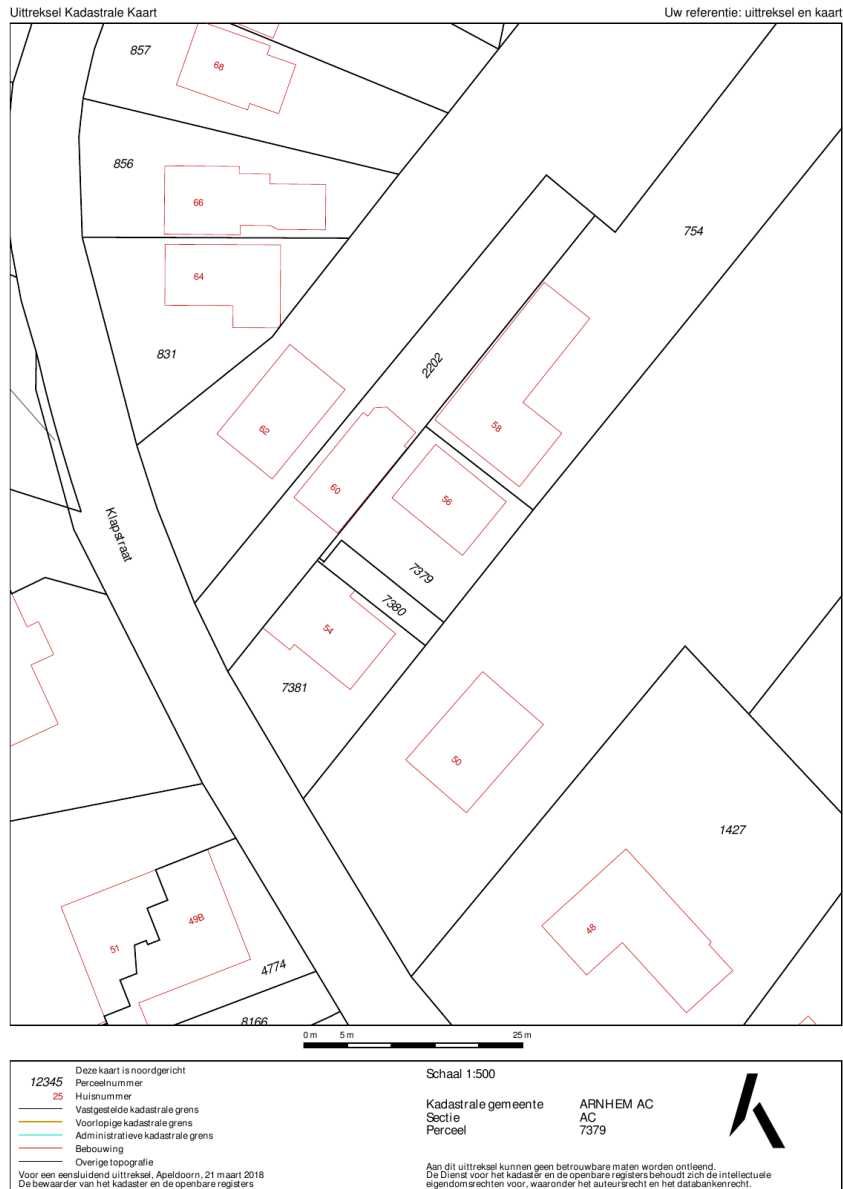 Uittreksel Kadastrale Kaart
Uw referentie: uittreksel en kaart
857
68
856
66
754
64
831
2202
62
58
60
56
Klapstraat
7379
7380
54
7381
50
1427
48
49B
51
4774
8166
0 m 5 m 25 m
Deze kaart is noordgericht
12345 Perceelnummer
25 Huisnummer
Vastgestelde kadastrale grens
Voorlopige kadastrale grens
Administratieve kadastrale grens
Bebouwing
Overige topografie
Voor een eensluidend uittreksel, Apeldoorn, 21 maart 2018
De bewaarder van het kadaster en de openbare registers
Schaal 1:500
Kadastrale gemeente ARNHEM AC
Sectie AC
Perceel 7379
Aan dit uittreksel kunnen geen betrouwbare maten worden ontleend.
De Dienst voor het kadaster en de openbare registers behoudt zich de intellectuele
eigendomsrechten voor, waaronder het auteursrecht en het databankenrecht.